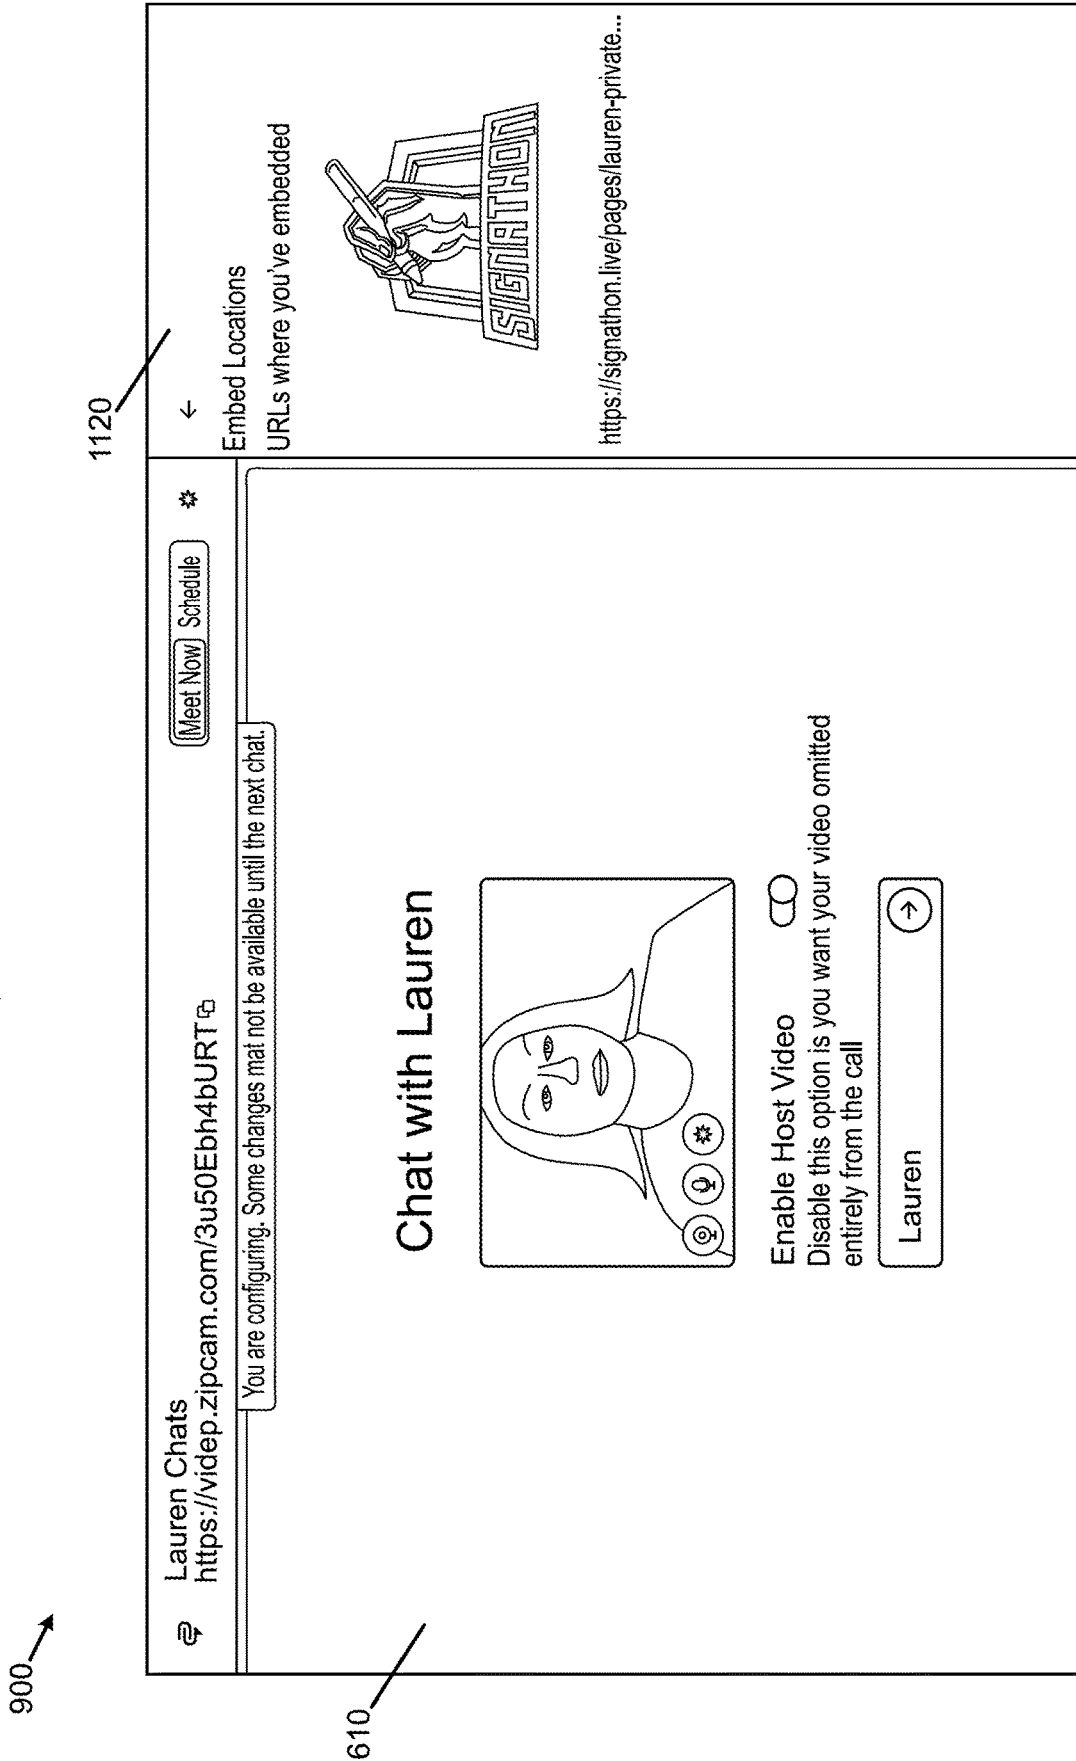 900
610
1120
Lauren Chats
https://videp.zipcam.com/3u50Ebh4bURT
Meet Now Schedule
You are configuring. Some changes mat not be available until the next chat.
Chat with Lauren
Enable Host Video
Disable this option is you want your video omitted
entirely from the call
Lauren
Embed Locations
URLs where you've embedded
SIGNATHON
https://signathon.live/pages/lauren-private...